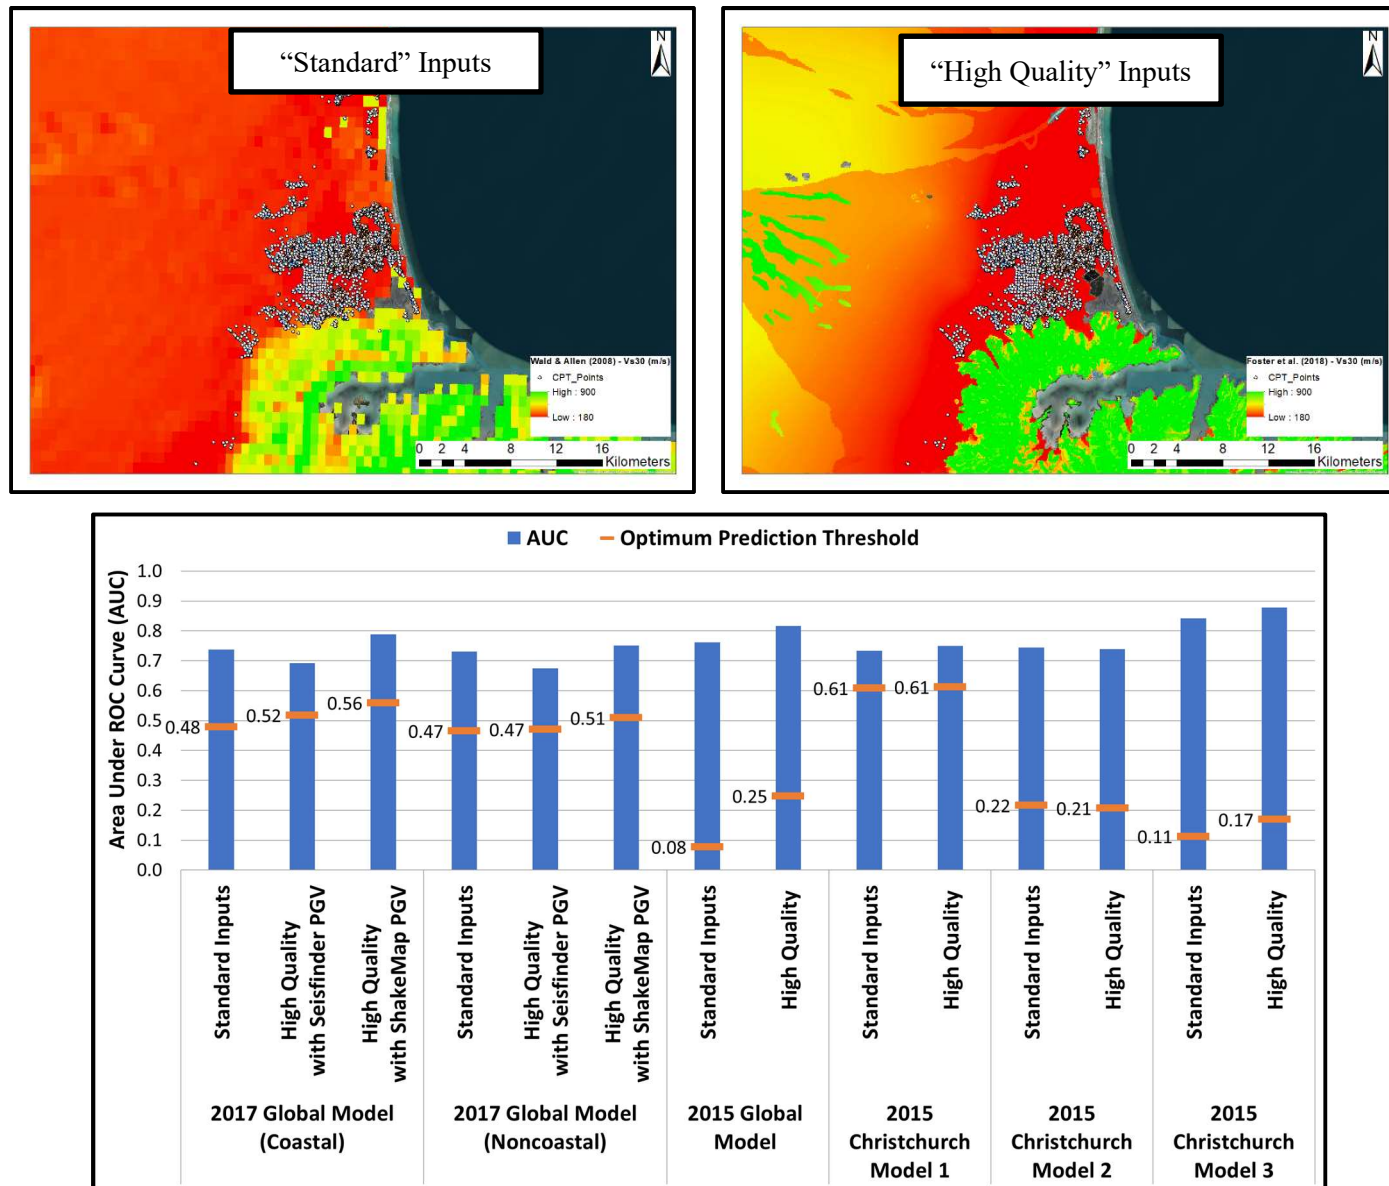 “Standard” Inputs
N
Wald & Allen (2008) - Vs30 (m/s)
CPT_Points
High : 900
Low : 180
0 2 4 8 12 16
Kilometers
“High Quality” Inputs
N
Foster et al. (2018) - Vs30 (m/s)
CPT_Points
High : 900
Low : 180
0 2 4 8 12 16
Kilometers
AUC Optimum Prediction Threshold
Area Under ROC Curve (AUC)
1.0
0.9
0.8
0.7
0.6
0.5
0.4
0.3
0.2
0.1
0.0
0.48
0.52
0.56
0.47
0.47
0.51
0.08
0.25
0.61
0.61
0.22
0.21
0.11
0.17
Standard Inputs
High Quality
with Seisfinder PGV
High Quality
with ShakeMap PGV
Standard Inputs
High Quality
with Seisfinder PGV
High Quality
with ShakeMap PGV
Standard Inputs
High Quality
Standard Inputs
High Quality
Standard Inputs
High Quality
Standard Inputs
High Quality
2017 Global Model
(Coastal)
2017 Global Model
(Noncoastal)
2015 Global
Model
2015
Christchurch
Model 1
2015
Christchurch
Model 2
2015
Christchurch
Model 3